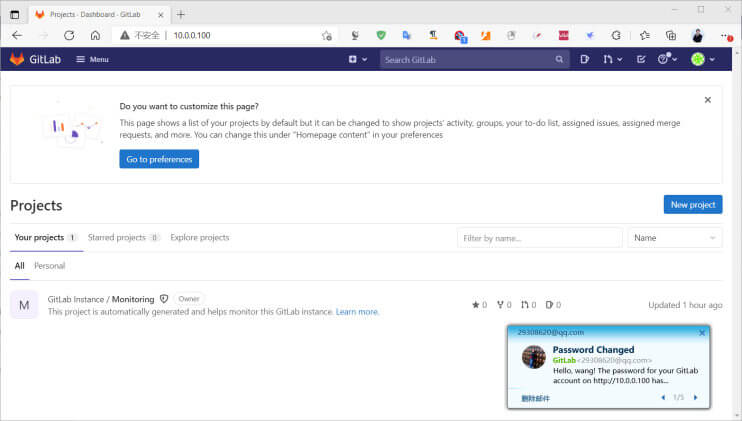 Projects · Dashboard · GitLab
不安全 | 10.0.0.100
GitLab
Menu
Search GitLab
Do you want to customize this page?
This page shows a list of your projects by default but it can be changed to show projects' activity, groups, your to-do list, assigned issues, assigned merge
requests, and more. You can change this under "Homepage content" in your preferences
Go to preferences
Projects
New project
Your projects 1
Starred projects 0
Explore projects
Filter by name...
Name
All
Personal
M
GitLab Instance / Monitoring
Owner
This project is automatically generated and helps monitor this GitLab instance. Learn more.
0 0 0 0
Updated 1 hour ago
29308620@qq.com
Password Changed
GitLab<29308620@qq.com>
Hello, wang! The password for your GitLab
account on http://10.0.0.100 has...
删除邮件
1/5